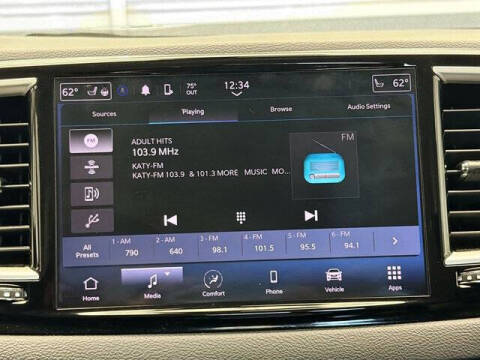 62° 75° OUT 12:34 62°
Sources Playing Browse Audio Settings
FM
ADULT HITS
103.9 MHz
KATY-FM
KATY-FM 103.9 & 101.3 MORE MUSIC MO...
FM
All Presets
1 - AM 790
2 - AM 640
3 - FM 98.1
4 - FM 101.5
5 - FM 95.5
6 - FM 94.1
Home Media Comfort Phone Vehicle Apps